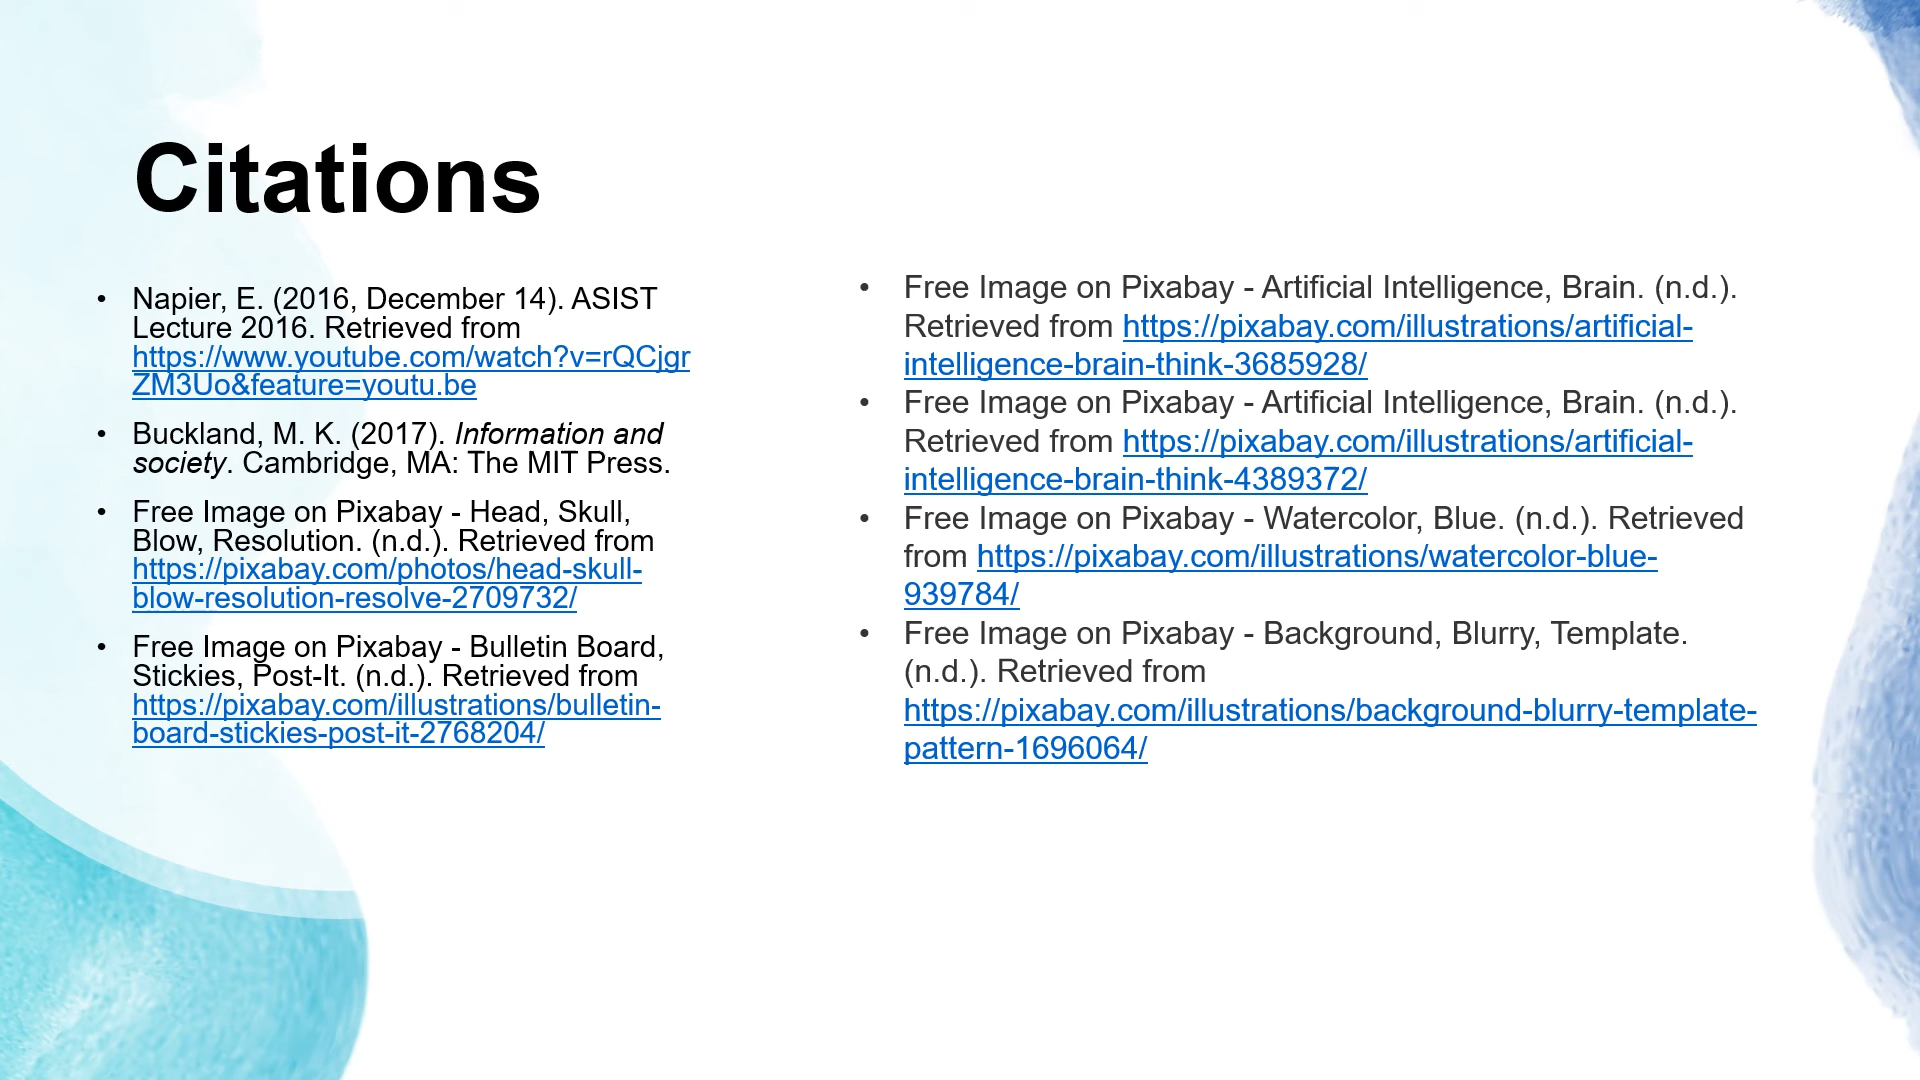 Citations
• Napier, E. (2016, December 14). ASIST
Lecture 2016. Retrieved from
https://www.youtube.com/watch?v=rQCjgr
ZM3Uo&feature=youtu.be
• Buckland, M. K. (2017). Information and
society. Cambridge, MA: The MIT Press.
• Free Image on Pixabay - Head, Skull,
Blow, Resolution. (n.d.). Retrieved from
https://pixabay.com/photos/head-skull-
blow-resolution-resolve-2709732/
• Free Image on Pixabay - Bulletin Board,
Stickies, Post-It. (n.d.). Retrieved from
https://pixabay.com/illustrations/bulletin-
board-stickies-post-it-2768204/
• Free Image on Pixabay - Artificial Intelligence, Brain. (n.d.).
Retrieved from https://pixabay.com/illustrations/artificial-
intelligence-brain-think-3685928/
• Free Image on Pixabay - Artificial Intelligence, Brain. (n.d.).
Retrieved from https://pixabay.com/illustrations/artificial-
intelligence-brain-think-4389372/
• Free Image on Pixabay - Watercolor, Blue. (n.d.). Retrieved
from https://pixabay.com/illustrations/watercolor-blue-
939784/
• Free Image on Pixabay - Background, Blurry, Template.
(n.d.). Retrieved from
https://pixabay.com/illustrations/background-blurry-template-
pattern-1696064/